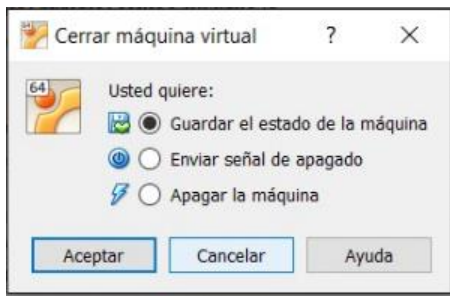 Cerrar máquina virtual ? X
64
Usted quiere:
Guardar el estado de la máquina
Enviar señal de apagado
Apagar la máquina
Aceptar Cancelar Ayuda